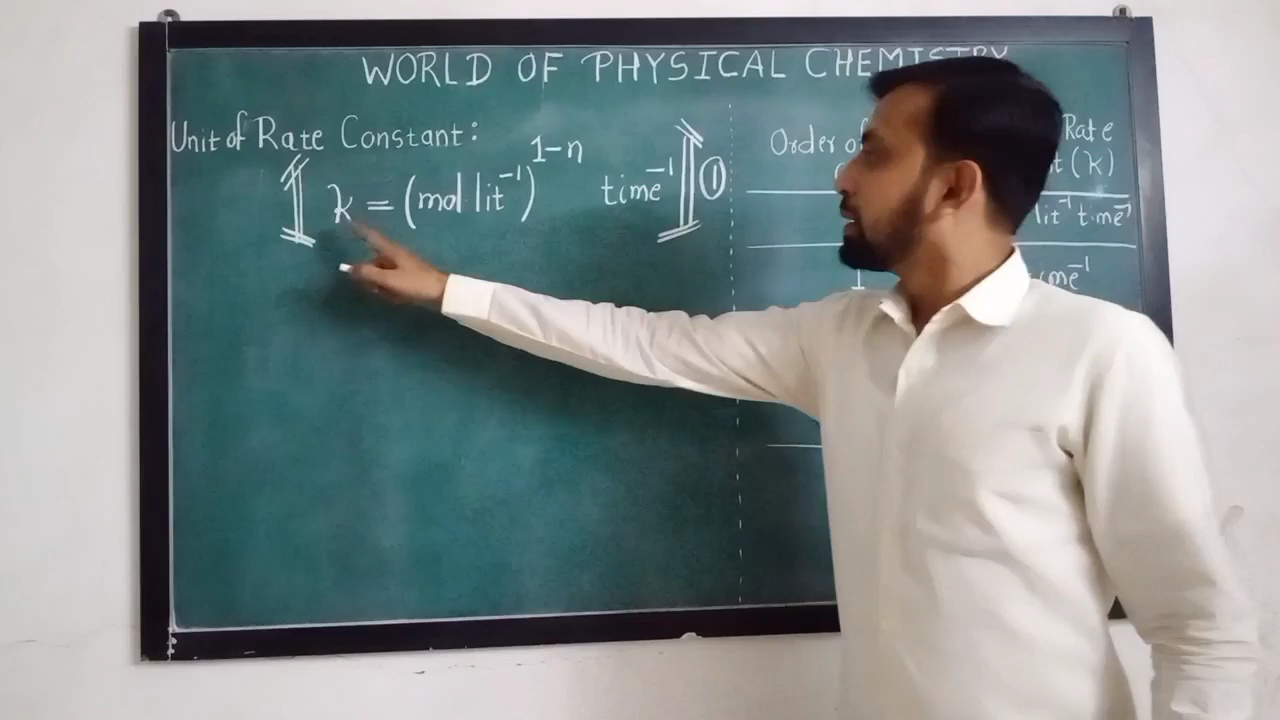 WORLD OF PHYSICAL CHEMISTRY
Unit of Rate Constant:
k = (mol lit⁻¹)¹⁻ⁿ time⁻¹ ①
Order of Rate
(k)
lit⁻¹ time⁻¹
1